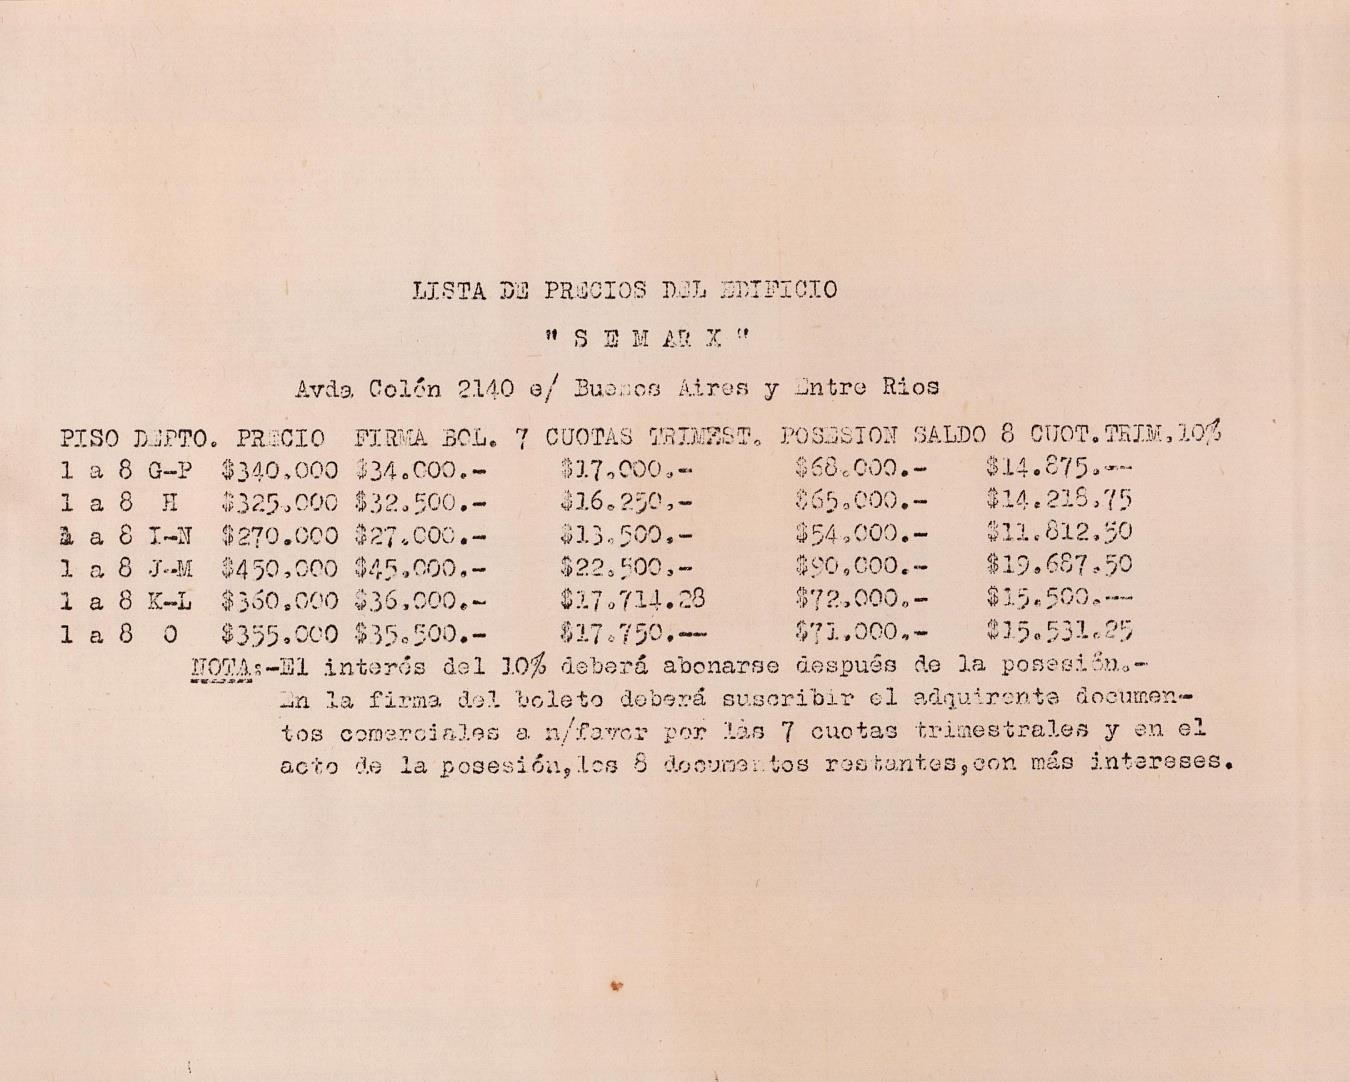 LISTA DE PRECIOS DEL EDIFICIO
" S E M AR X "
Avda Colón 2140 e/ Buenos Aires y Entre Rios
PISO DEPTO. PRECIO FIRMA BOL. 7 CUOTAS TRIMEST. POSESION SALDO 8 CUOT.TRIM.10%
1 a 8 G-P $340.000 $34.000.- $17.000.- $68.000.- $14.875.--
1 a 8 H $325.000 $32.500.- $16.250.- $65.000.- $14.218.75
1 a 8 I-N $270.000 $27.000.- $13.500.- $54.000.- $11.812.50
1 a 8 J-M $450.000 $45.000.- $22.500.- $90.000.- $19.687.50
1 a 8 K-L $360.000 $36.000.- $17.714.28 $72.000.- $15.500.--
1 a 8 O $355.000 $35.500.- $17.750.-- $71.000.- $15.531.25
NOTA:-El interés del 10% deberá abonarse después de la posesión.-
En la firma del boleto deberá suscribir el adquirente documen-
tos comerciales a n/favor por las 7 cuotas trimestrales y en el
acto de la posesión,los 8 documentos restantes,con más intereses.